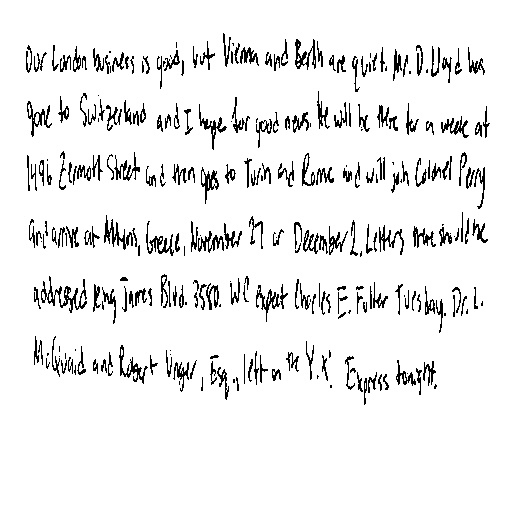 Our London business is good, but Vienna and Berlin are quiet. Mr. D. Lloyd has
gone to Switzerland and I hope for good news. He will be there for a week at
1496 Zermott Street and then goes to Turin and Rome and will join Colonel Perry
and arrive at Athens, Greece, November 27 or December 2. Letters there should be
addressed King James Blvd. 3580. We expect Charles E. Fuller Tuesday. Dr. L.
McQuaid and Robert Unger, Esq., left on the Y.X. Express tonight.